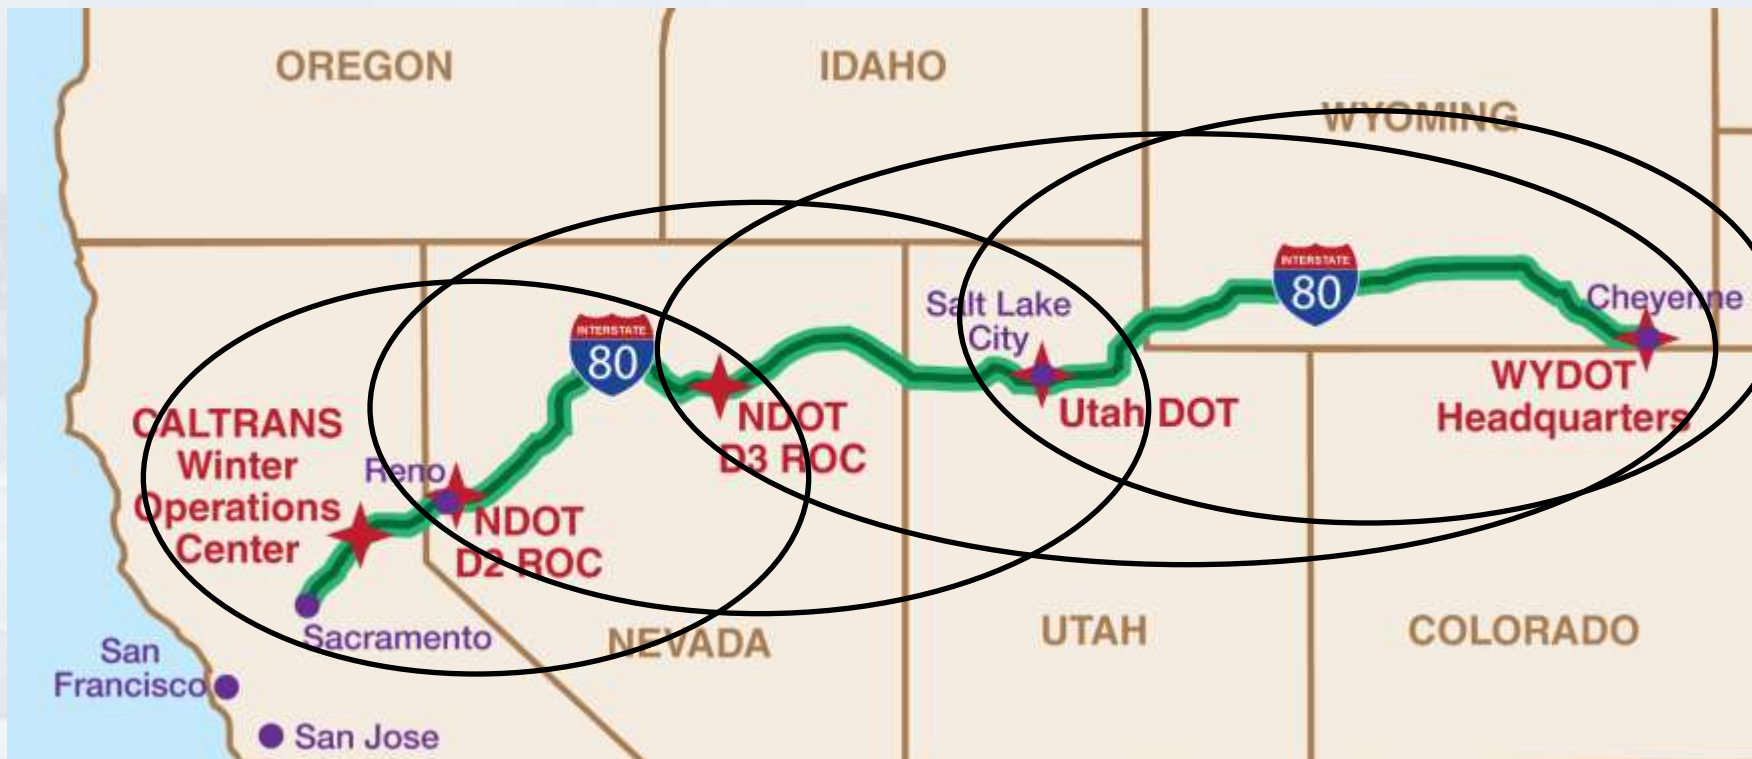 OREGON
IDAHO
WYOMING
INTERSTATE
80
Cheyenne
Salt Lake
City
INTERSTATE
80
WYDOT
Headquarters
NDOT
D3 ROC
Utah DOT
CALTRANS
Winter
Operations
Center
Reno
NDOT
D2 ROC
Sacramento
NEVADA
UTAH
COLORADO
San
Francisco
San Jose